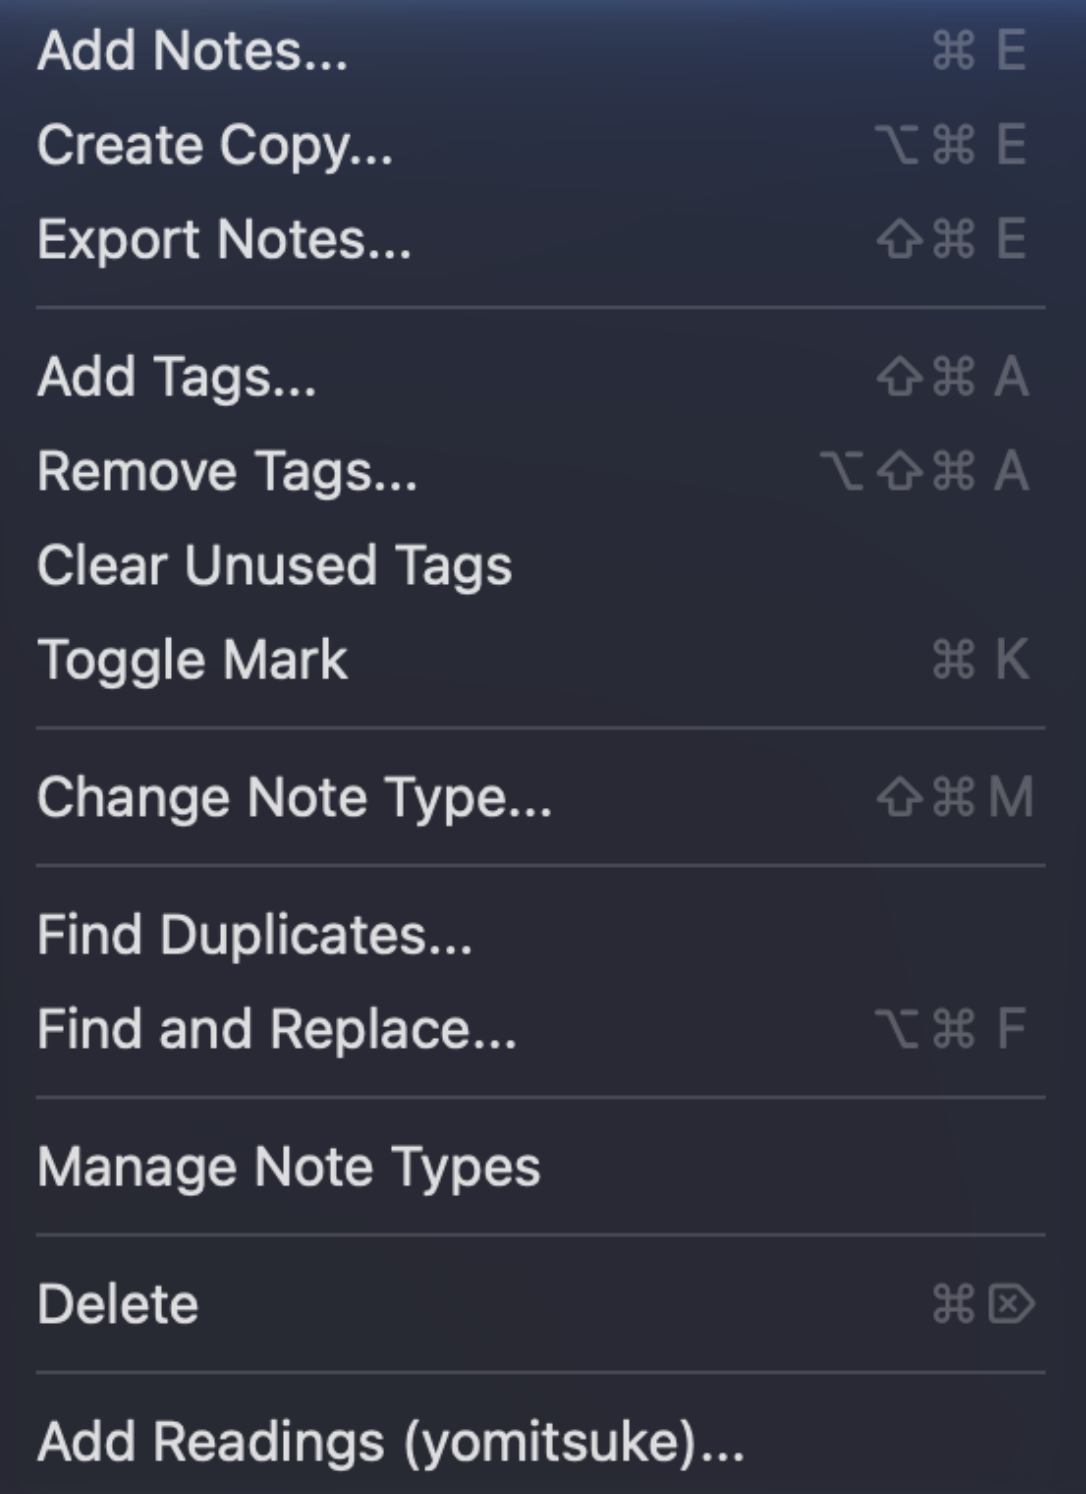 Add Notes... ⌘ E
Create Copy... ⌥⌘ E
Export Notes... ⇧⌘ E
Add Tags... ⇧⌘ A
Remove Tags... ⌥⇧⌘ A
Clear Unused Tags
Toggle Mark ⌘ K
Change Note Type... ⇧⌘ M
Find Duplicates...
Find and Replace... ⌥⌘ F
Manage Note Types
Delete ⌘⌦
Add Readings (yomitsuke)...